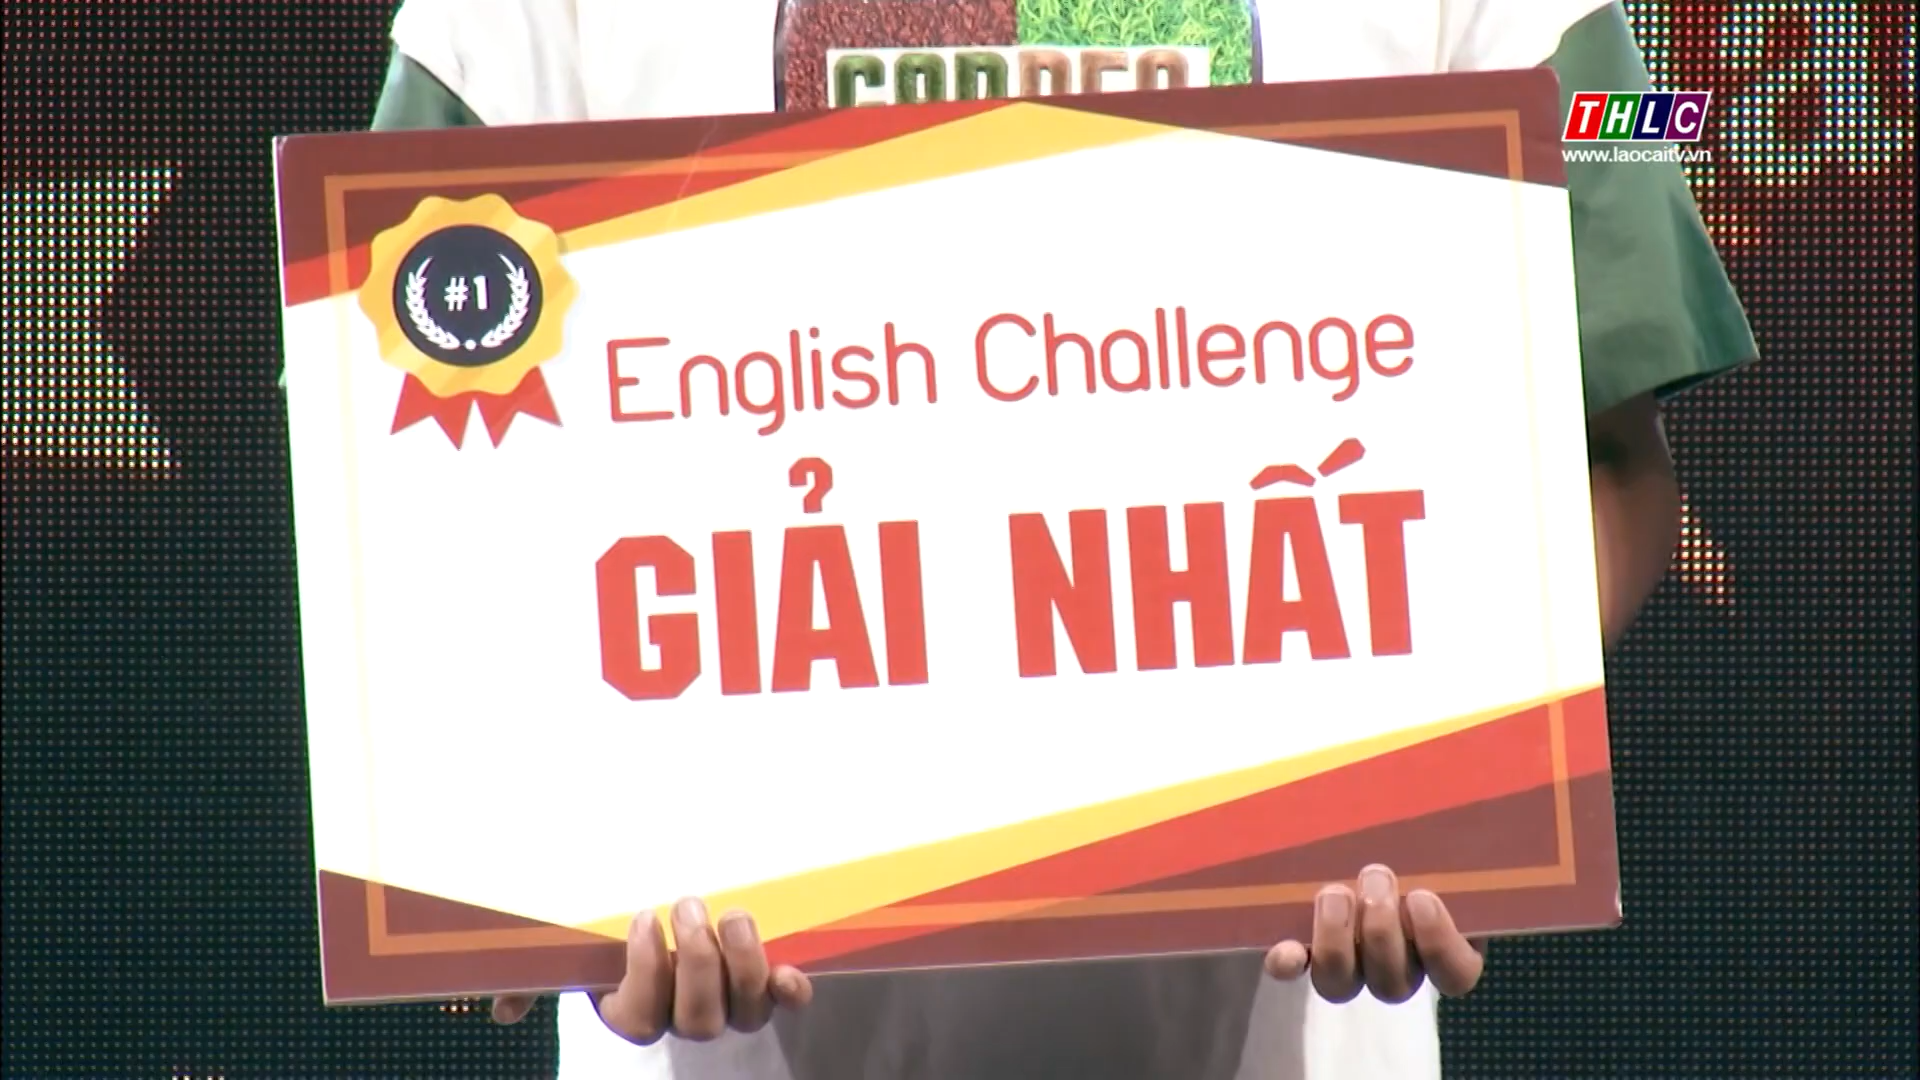 THLC
www.laocaitv.vn
#1
English Challenge
GIẢI NHẤT